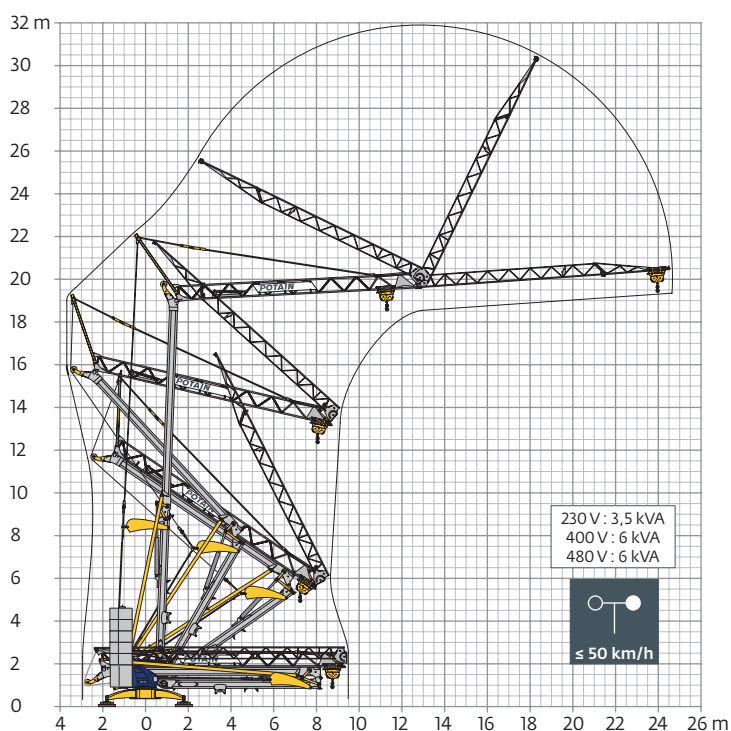 32 m
30
28
26
24
22
20
18
16
14
12
10
8
6
4
2
0
POTAIN
POTAIN
POTAIN
POTAIN
230 V : 3,5 kVA
400 V : 6 kVA
480 V : 6 kVA
≤ 50 km/h
4 2 0 2 4 6 8 10 12 14 16 18 20 22 24 26 m